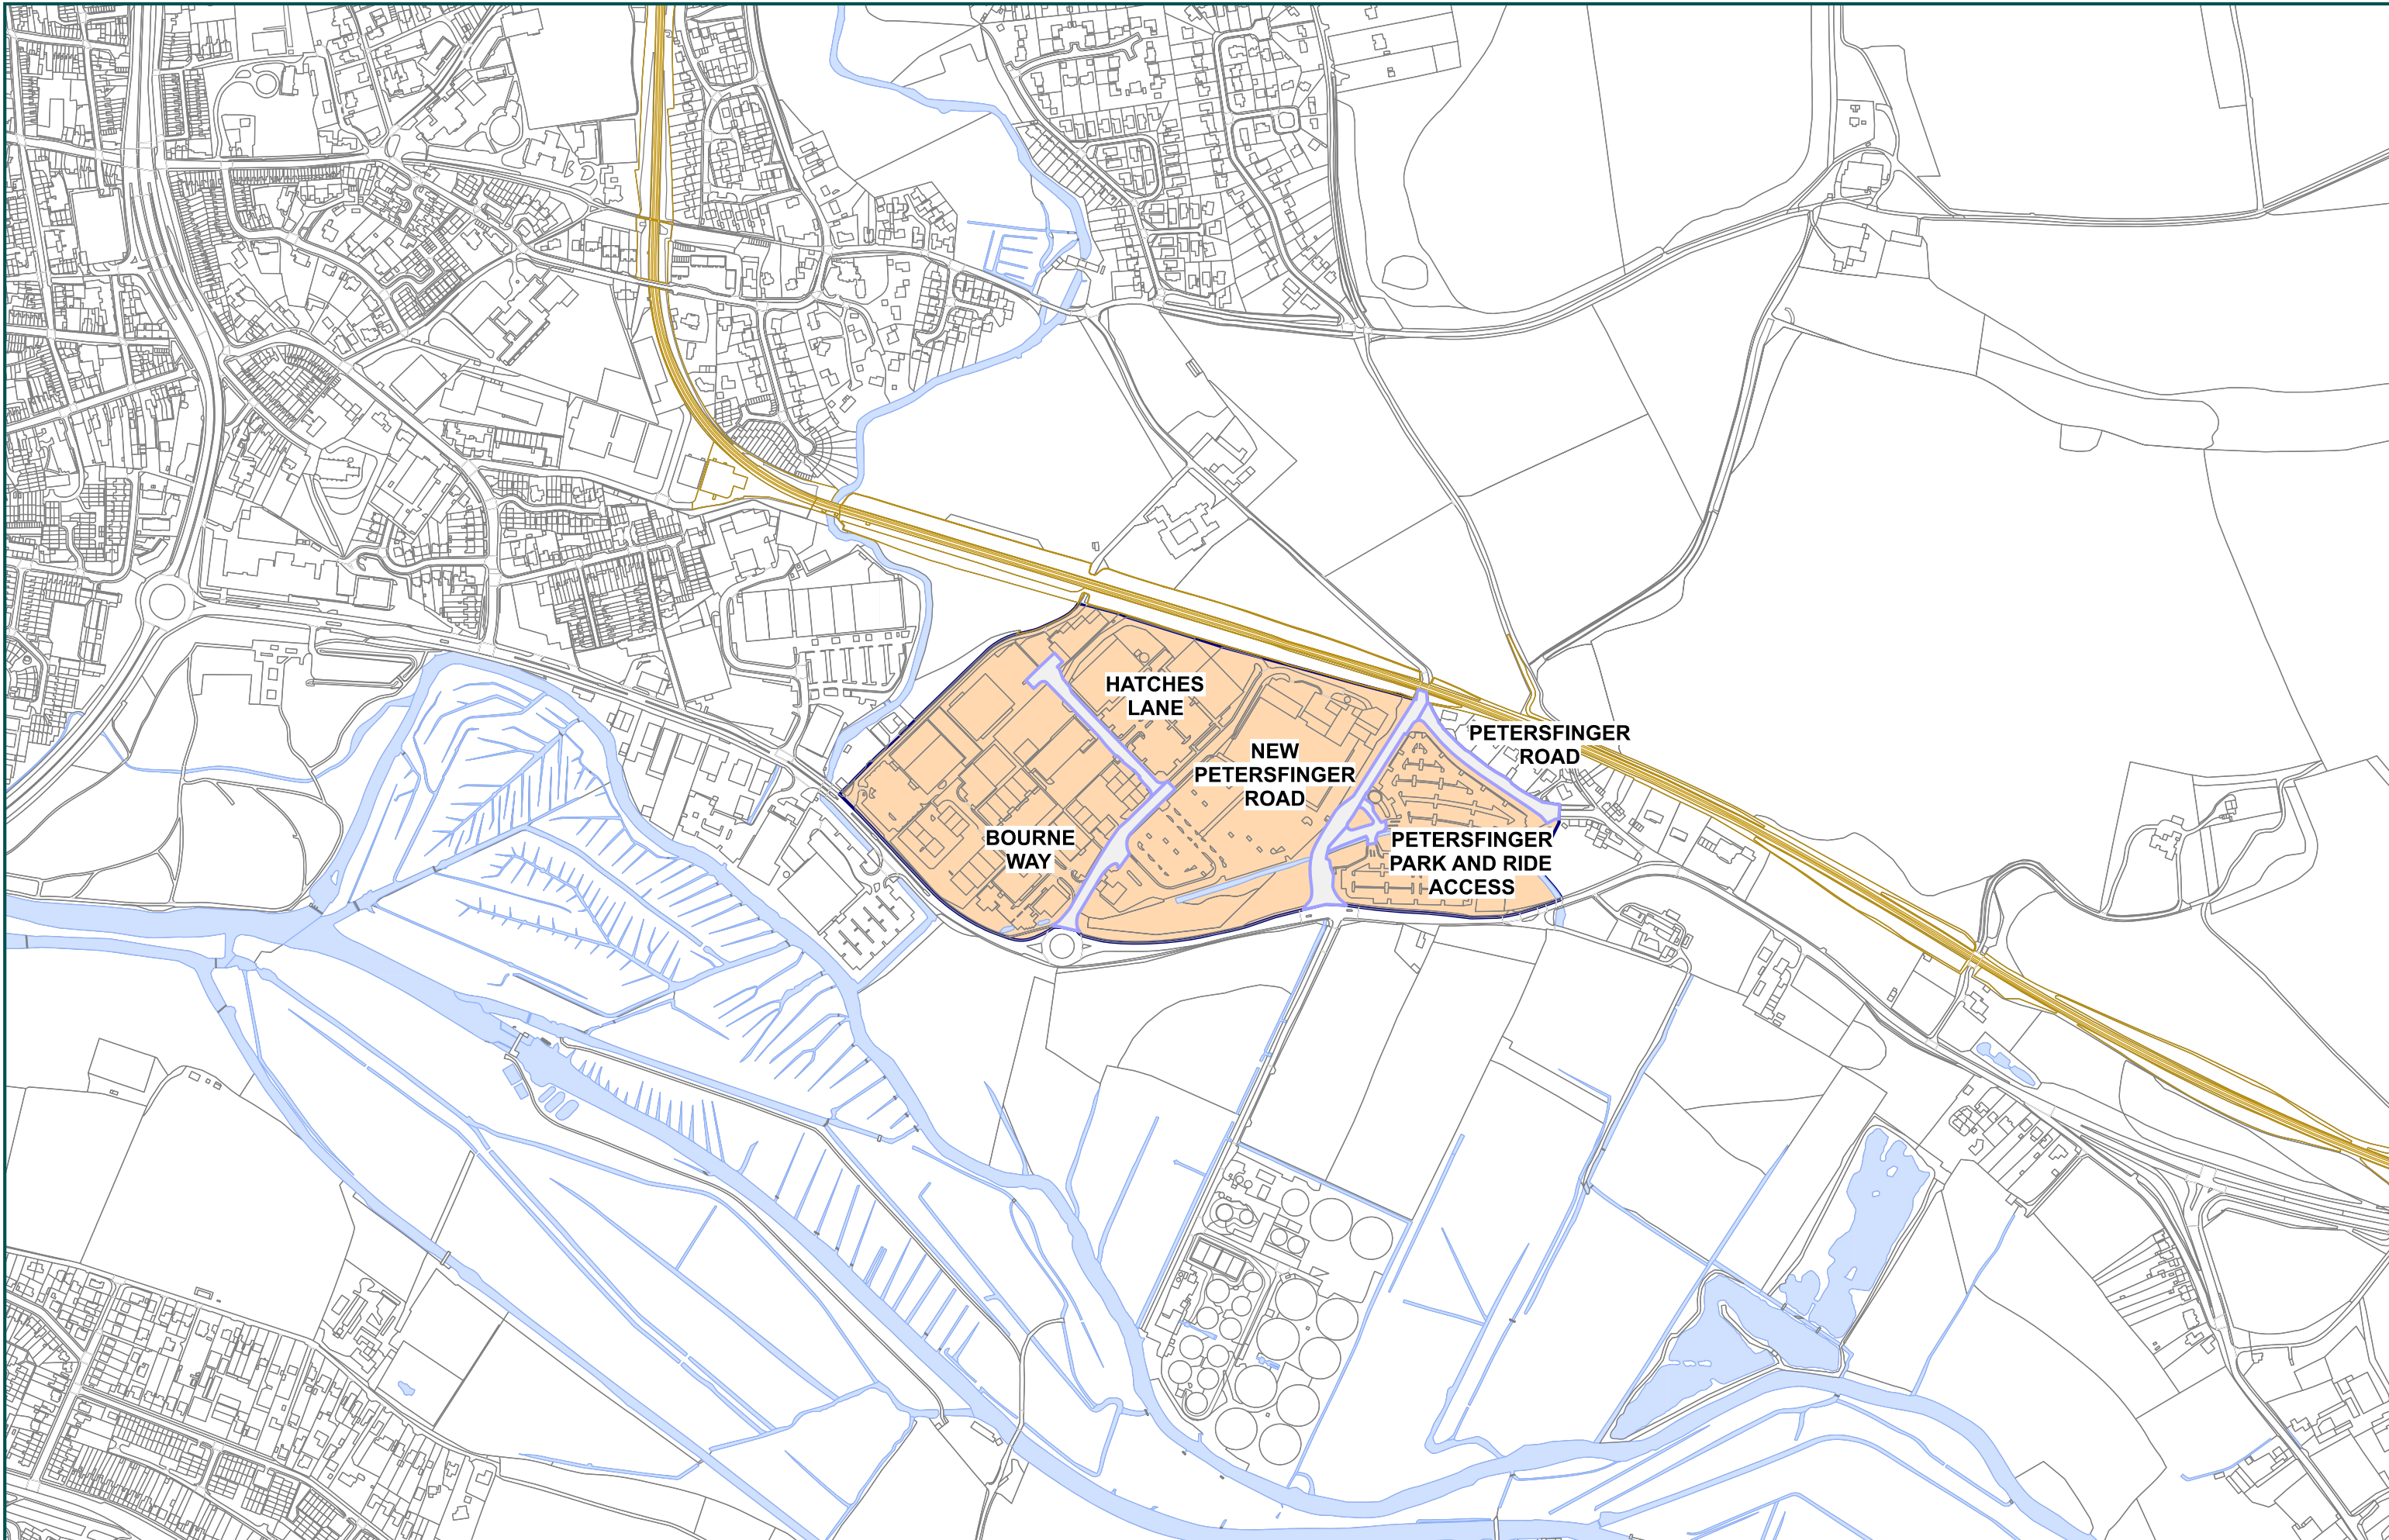 HATCHES
LANE
PETERSFINGER
ROAD
NEW
PETERSFINGER
ROAD
BOURNE
WAY
PETERSFINGER
PARK AND RIDE
ACCESS